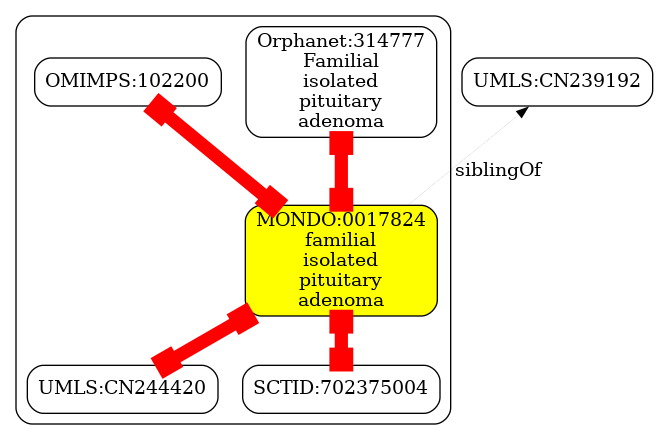 OMIMPS:102200
Orphanet:314777
Familial
isolated
pituitary
adenoma
UMLS:CN239192
siblingOf
MONDO:0017824
familial
isolated
pituitary
adenoma
UMLS:CN244420
SCTID:702375004